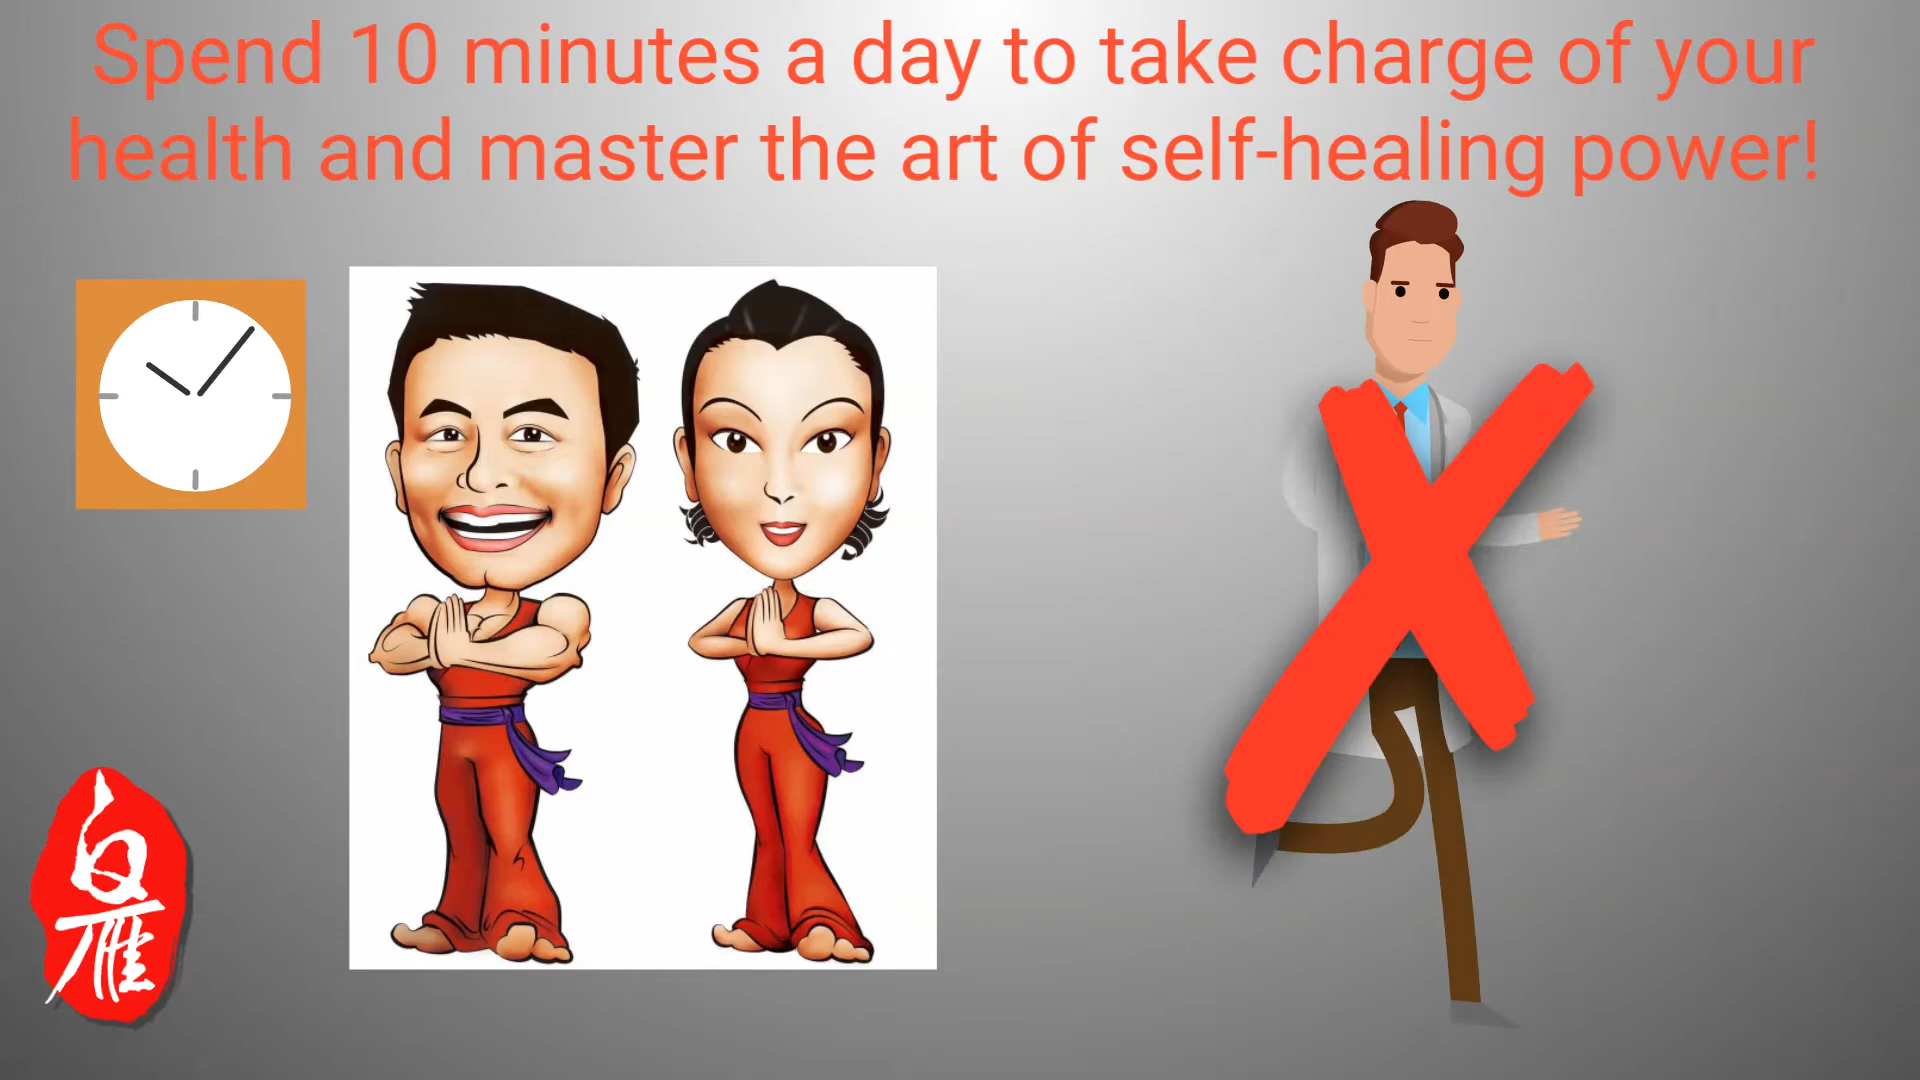 Spend 10 minutes a day to take charge of your
health and master the art of self-healing power!
白雁